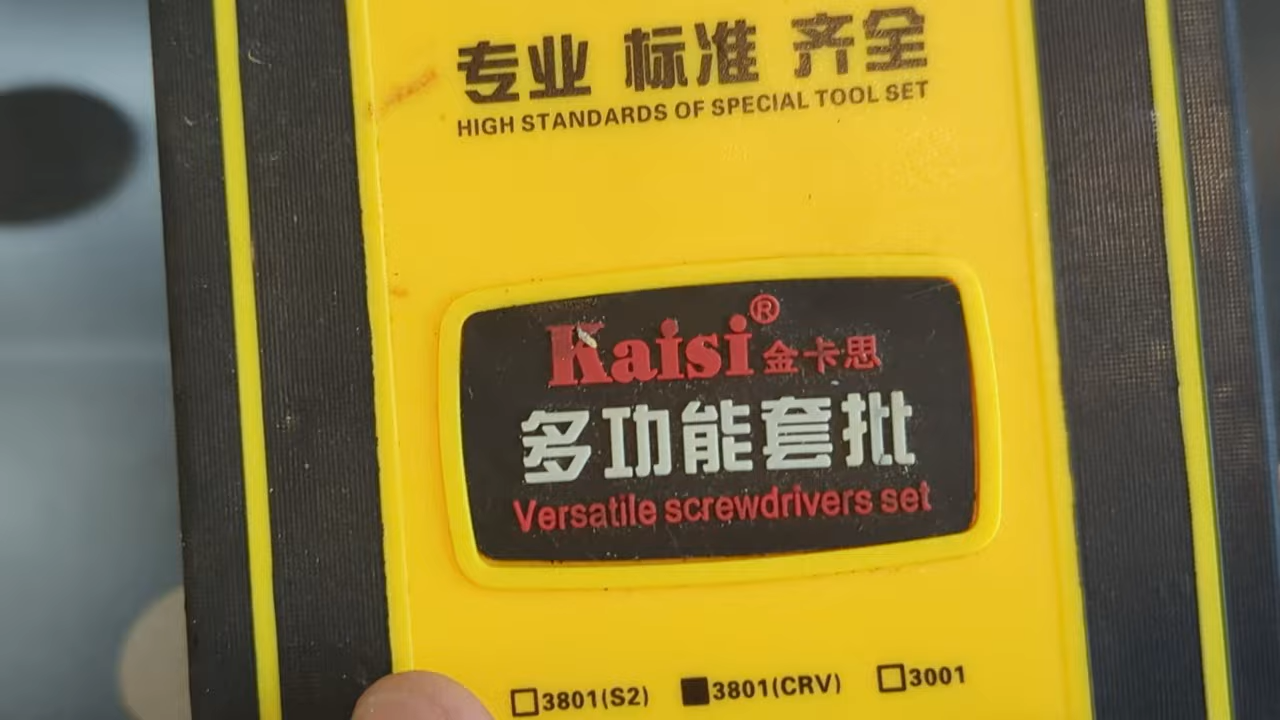 专业 标准 齐全
HIGH STANDARDS OF SPECIAL TOOL SET
Kaisi® 金卡思
多功能套批
Versatile screwdrivers set
□3801(S2) ■3801(CRV) □3001